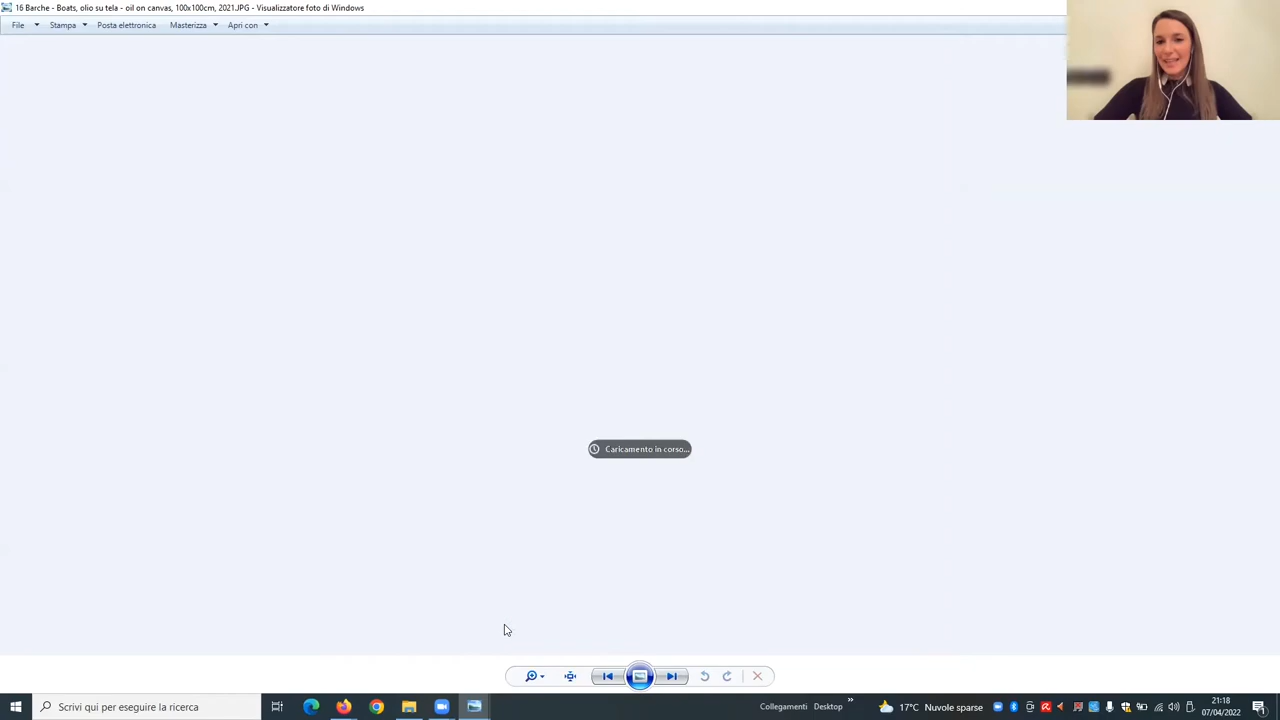 16 Barche - Boats, olio su tela - oil on canvas, 100x100cm, 2021.JPG - Visualizzatore foto di Windows
File Stampa Posta elettronica Masterizza Apri con
Caricamento in corso...
Scrivi qui per eseguire la ricerca
Collegamenti Desktop » 17°C Nuvole sparse
21:18
07/04/2022
1